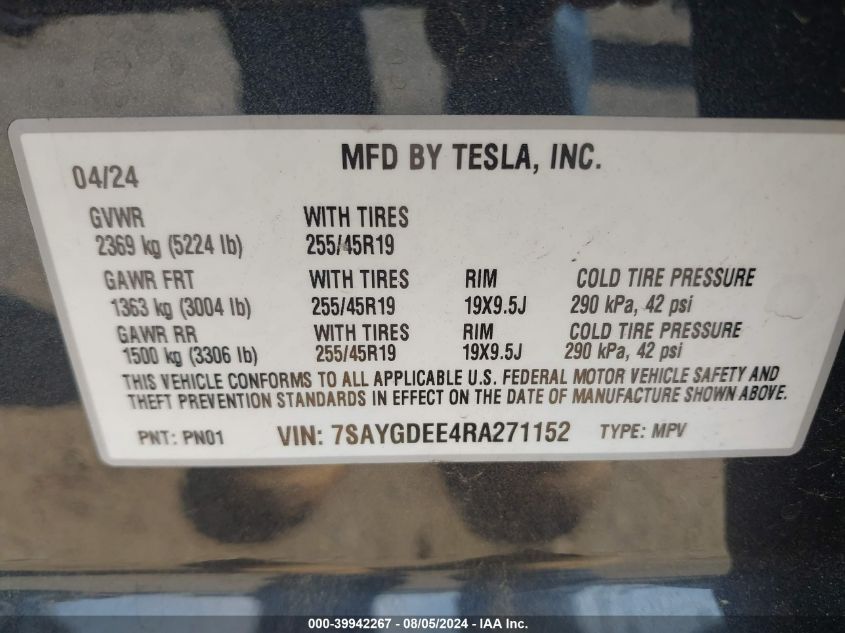 MFD BY TESLA, INC.
04/24
GVWR WITH TIRES
2369 kg (5224 lb) 255/45R19
GAWR FRT WITH TIRES RIM COLD TIRE PRESSURE
1363 kg (3004 lb) 255/45R19 19X9.5J 290 kPa, 42 psi
GAWR RR WITH TIRES RIM COLD TIRE PRESSURE
1500 kg (3306 lb) 255/45R19 19X9.5J 290 kPa, 42 psi
THIS VEHICLE CONFORMS TO ALL APPLICABLE U.S. FEDERAL MOTOR VEHICLE SAFETY AND
THEFT PREVENTION STANDARDS IN EFFECT ON THE DATE OF MANUFACTURE SHOWN ABOVE.
PNT: PN01 VIN: 7SAYGDEE4RA271152 TYPE: MPV
000-39942267 - 08/05/2024 - IAA Inc.